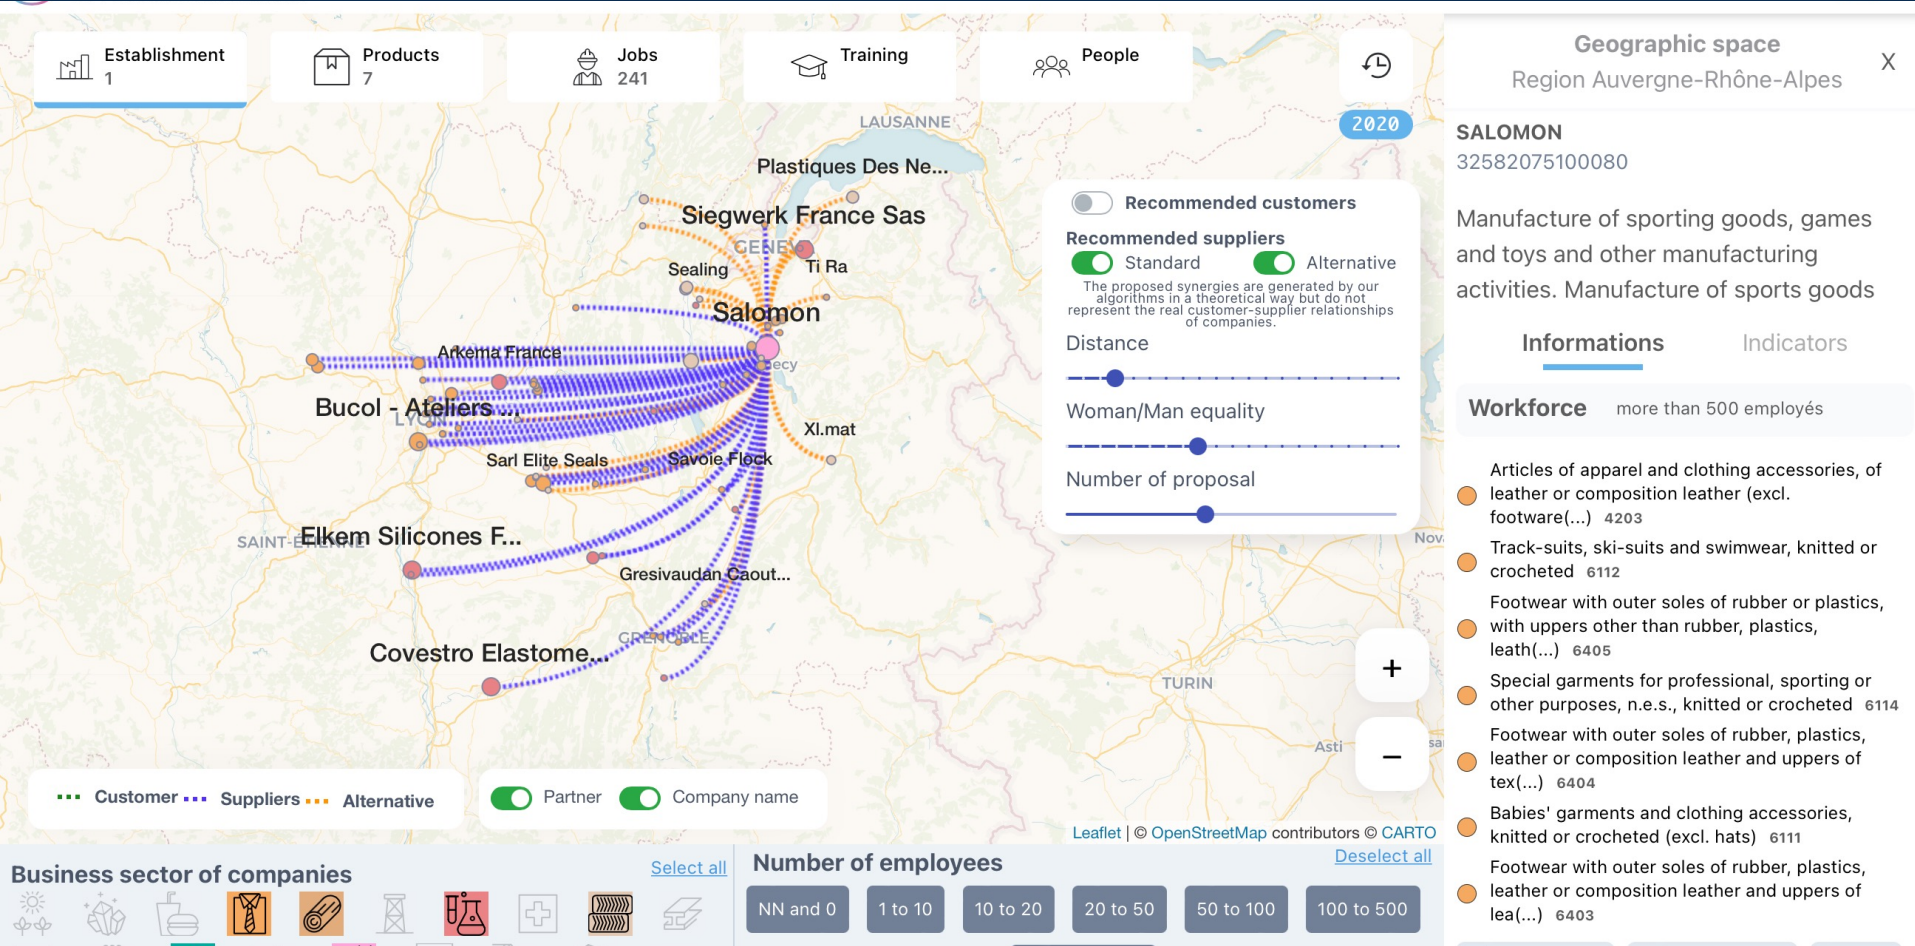 Establishment
1
Products
7
Jobs
241
Training
People
2020
LAUSANNE
Plastiques Des Ne...
Siegwerk France Sas
Ti Ra
Sealing
Salomon
Arkema France
Bucol - Ateliers ...
Xl.mat
Sarl Elite Seals
Savoie Flock
Elkem Silicones F...
SAINT-ÉTIENNE
Gresivaudan Caout...
GRENOBLE
Covestro Elastome...
TURIN
Asti
Recommended customers
Recommended suppliers
Standard
Alternative
The proposed synergies are generated by our
algorithms in a theoretical way but do not
represent the real customer-supplier relationships
of companies.
Distance
Woman/Man equality
Number of proposal
+
−
Customer
Suppliers
Alternative
Partner
Company name
Leaflet | © OpenStreetMap contributors © CARTO
Business sector of companies
Select all
Number of employees
Deselect all
NN and 0
1 to 10
10 to 20
20 to 50
50 to 100
100 to 500
Geographic space
Region Auvergne-Rhône-Alpes
X
SALOMON
32582075100080
Manufacture of sporting goods, games
and toys and other manufacturing
activities. Manufacture of sports goods
Informations
Indicators
Workforce more than 500 employés
Articles of apparel and clothing accessories, of
leather or composition leather (excl.
footware(...) 4203
Track-suits, ski-suits and swimwear, knitted or
crocheted 6112
Footwear with outer soles of rubber or plastics,
with uppers other than rubber, plastics,
leath(...) 6405
Special garments for professional, sporting or
other purposes, n.e.s., knitted or crocheted 6114
Footwear with outer soles of rubber, plastics,
leather or composition leather and uppers of
tex(...) 6404
Babies' garments and clothing accessories,
knitted or crocheted (excl. hats) 6111
Footwear with outer soles of rubber, plastics,
leather or composition leather and uppers of
lea(...) 6403